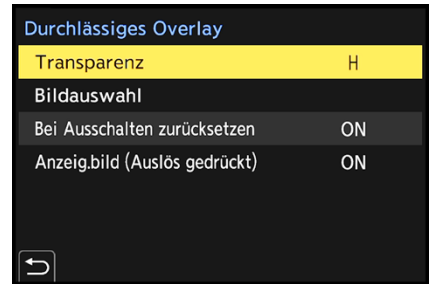 Durchlässiges Overlay
Transparenz H
Bildauswahl
Bei Ausschalten zurücksetzen ON
Anzeig.bild (Auslös gedrückt) ON